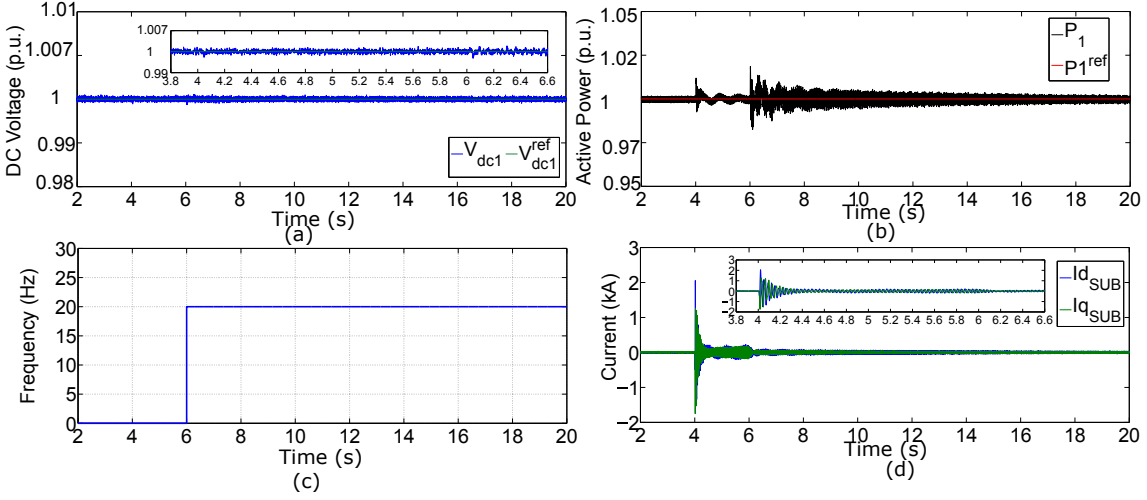 1.01
1.007
1
0.99
0.98
DC Voltage (p.u.)
1.007
1
0.99
3.8 4 4.2 4.4 4.6 4.8 5 5.2 5.4 5.6 5.8 6 6.2 6.4 6.6
V_dc1 V_dc1^ref
2 4 6 8 10 12 14 16 18 20
Time (s)
(a)
1.05
1.02
1
0.97
0.95
Active Power (p.u.)
P_1
P1^ref
2 4 6 8 10 12 14 16 18 20
Time (s)
(b)
30
25
20
15
10
5
0
Frequency (Hz)
2 4 6 8 10 12 14 16 18 20
Time (s)
(c)
3
2
1
0
−1
−2
Current (kA)
3
2
1
0
−1
−2
3.8 4 4.2 4.4 4.6 4.8 5 5.2 5.4 5.6 5.8 6 6.2 6.4 6.6
Id_SUB
Iq_SUB
2 4 6 8 10 12 14 16 18 20
Time (s)
(d)